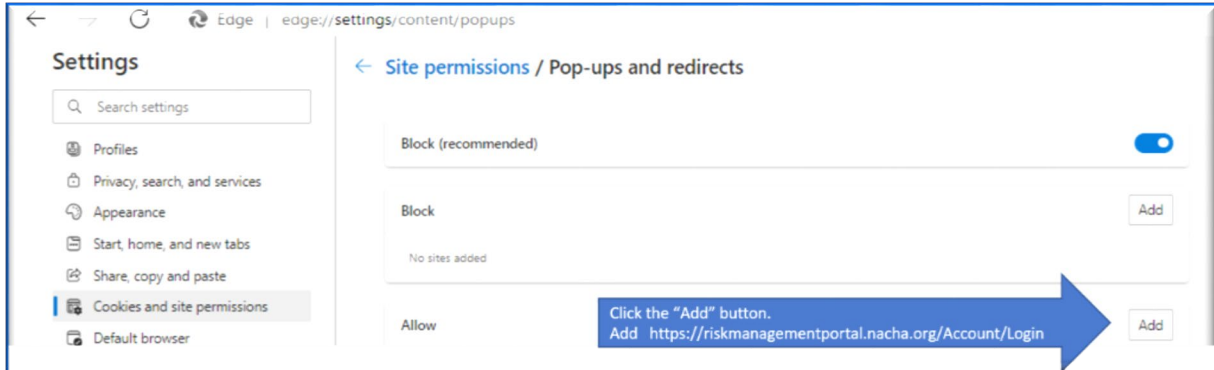 Edge | edge://settings/content/popups
Settings
Site permissions / Pop-ups and redirects
Search settings
Profiles
Privacy, search, and services
Appearance
Start, home, and new tabs
Share, copy and paste
Cookies and site permissions
Default browser
Block (recommended)
Block
Add
No sites added
Allow
Click the “Add” button.
Add https://riskmanagementportal.nacha.org/Account/Login
Add